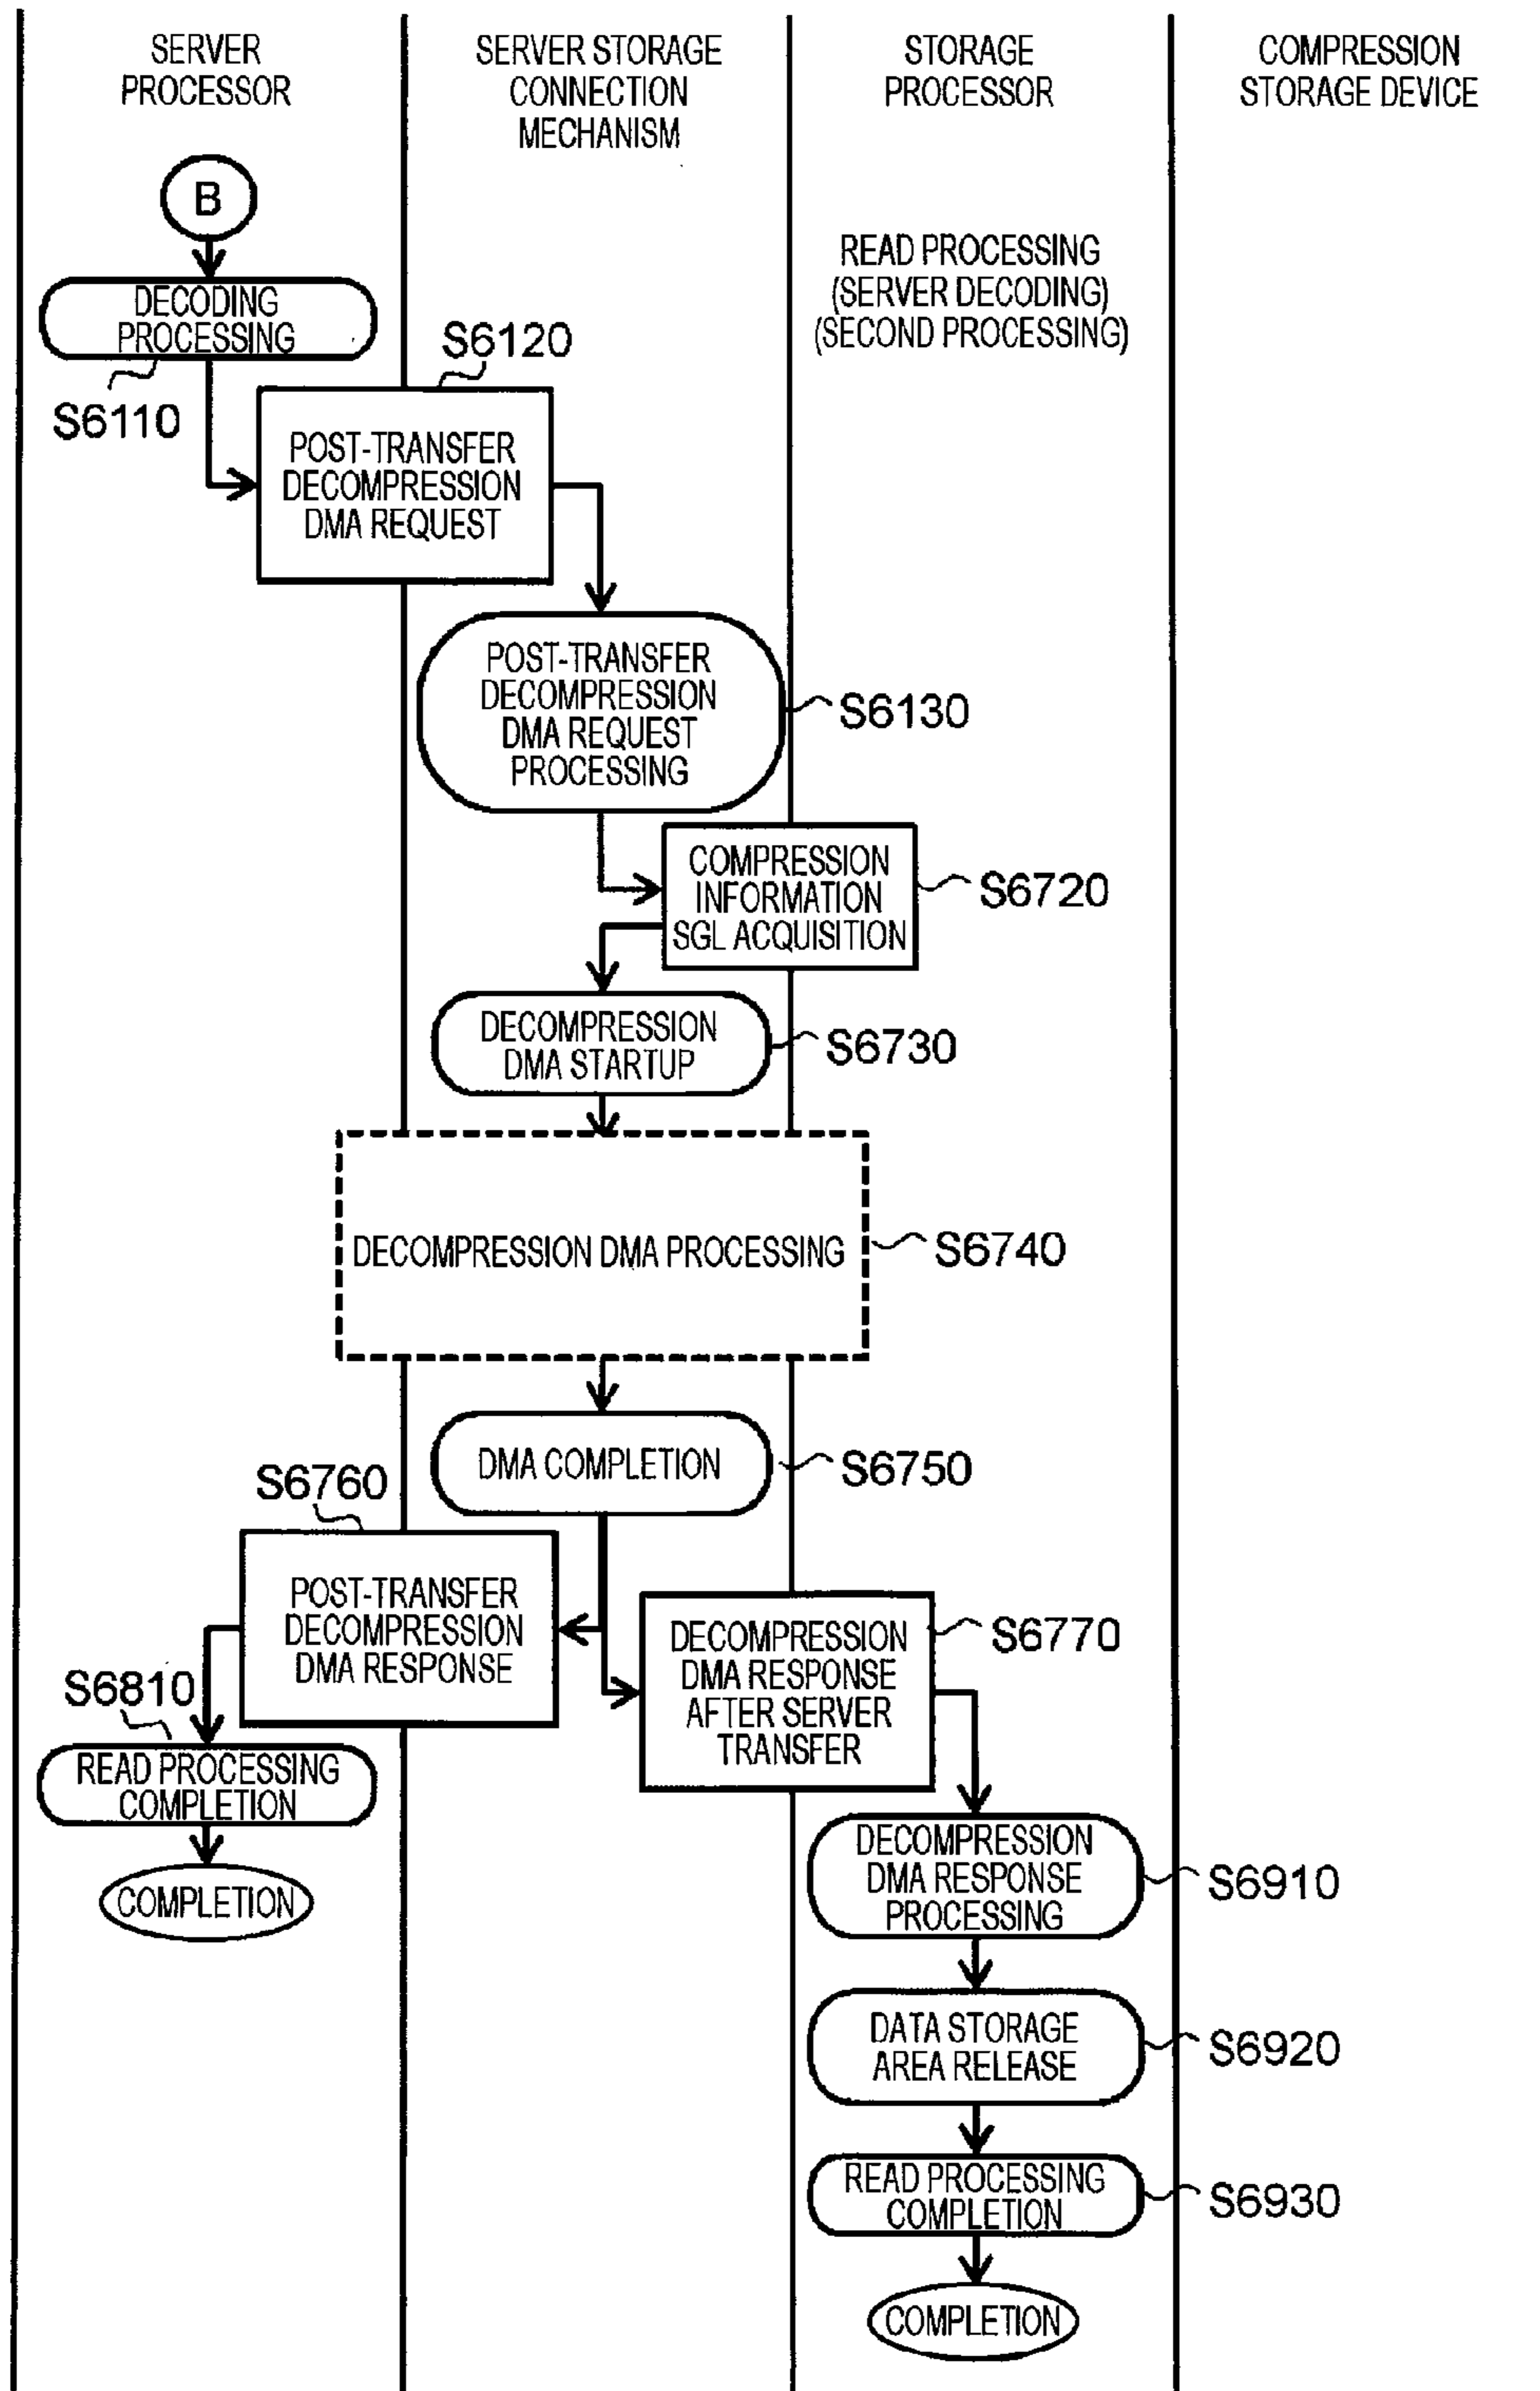 SERVER
PROCESSOR
SERVER STORAGE
CONNECTION
MECHANISM
STORAGE
PROCESSOR
COMPRESSION
STORAGE DEVICE
B
READ PROCESSING
(SERVER DECODING)
(SECOND PROCESSING)
DECODING
PROCESSING
S6110
S6120
POST-TRANSFER
DECOMPRESSION
DMA REQUEST
POST-TRANSFER
DECOMPRESSION
DMA REQUEST
PROCESSING
S6130
COMPRESSION
INFORMATION
SGL ACQUISITION
S6720
DECOMPRESSION
DMA STARTUP
S6730
DECOMPRESSION DMA PROCESSING
S6740
DMA COMPLETION
S6750
S6760
POST-TRANSFER
DECOMPRESSION
DMA RESPONSE
DECOMPRESSION
DMA RESPONSE
AFTER SERVER
TRANSFER
S6770
S6810
READ PROCESSING
COMPLETION
COMPLETION
DECOMPRESSION
DMA RESPONSE
PROCESSING
S6910
DATA STORAGE
AREA RELEASE
S6920
READ PROCESSING
COMPLETION
S6930
COMPLETION